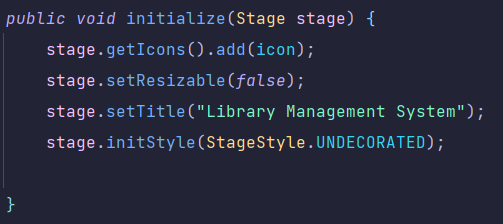 public void initialize(Stage stage) {
    stage.getIcons().add(icon);
    stage.setResizable(false);
    stage.setTitle("Library Management System");
    stage.initStyle(StageStyle.UNDECORATED);
}